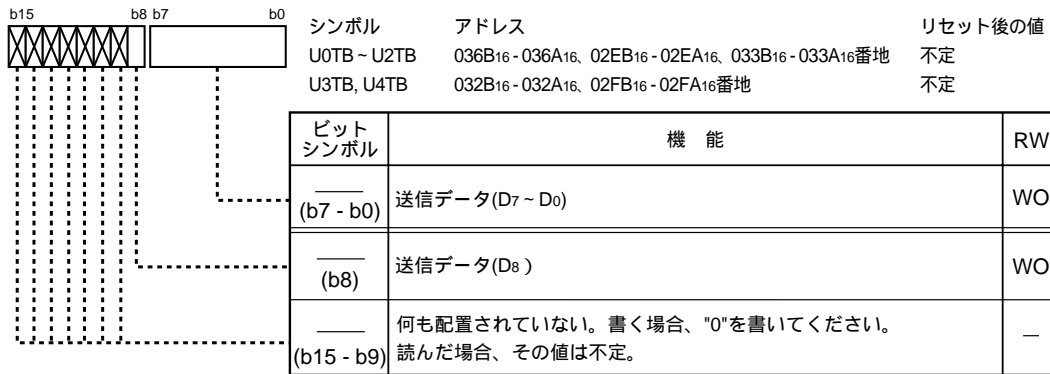 b15 b8 b7 b0
シンボル アドレス リセット後の値
U0TB ~ U2TB 036B16 - 036A16、02EB16 - 02EA16、033B16 - 033A16番地 不定
U3TB, U4TB 032B16 - 032A16、02FB16 - 02FA16番地 不定
ビット
シンボル 機 能 RW
(b7 - b0) 送信データ(D7 ~ D0) WO
(b8) 送信データ(D8 ) WO
(b15 - b9) 何も配置されていない。書く場合、"0"を書いてください。
読んだ場合、その値は不定。 —